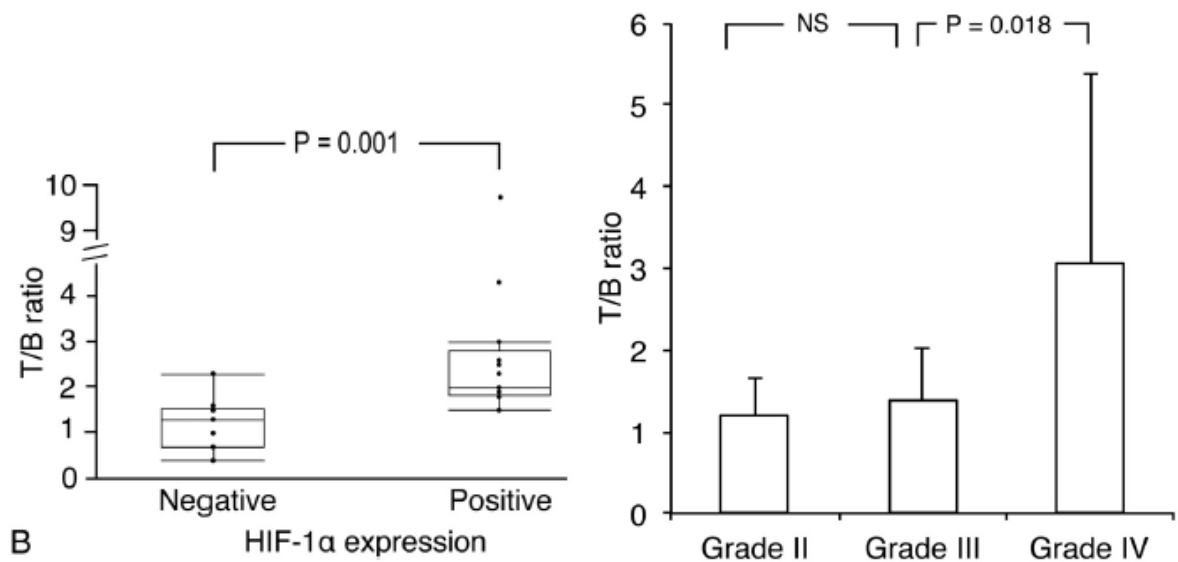 P = 0.001
10
9
4
3
2
1
0
T/B ratio
Negative Positive
HIF-1α expression
B
NS P = 0.018
6
5
4
3
2
1
0
T/B ratio
Grade II Grade III Grade IV